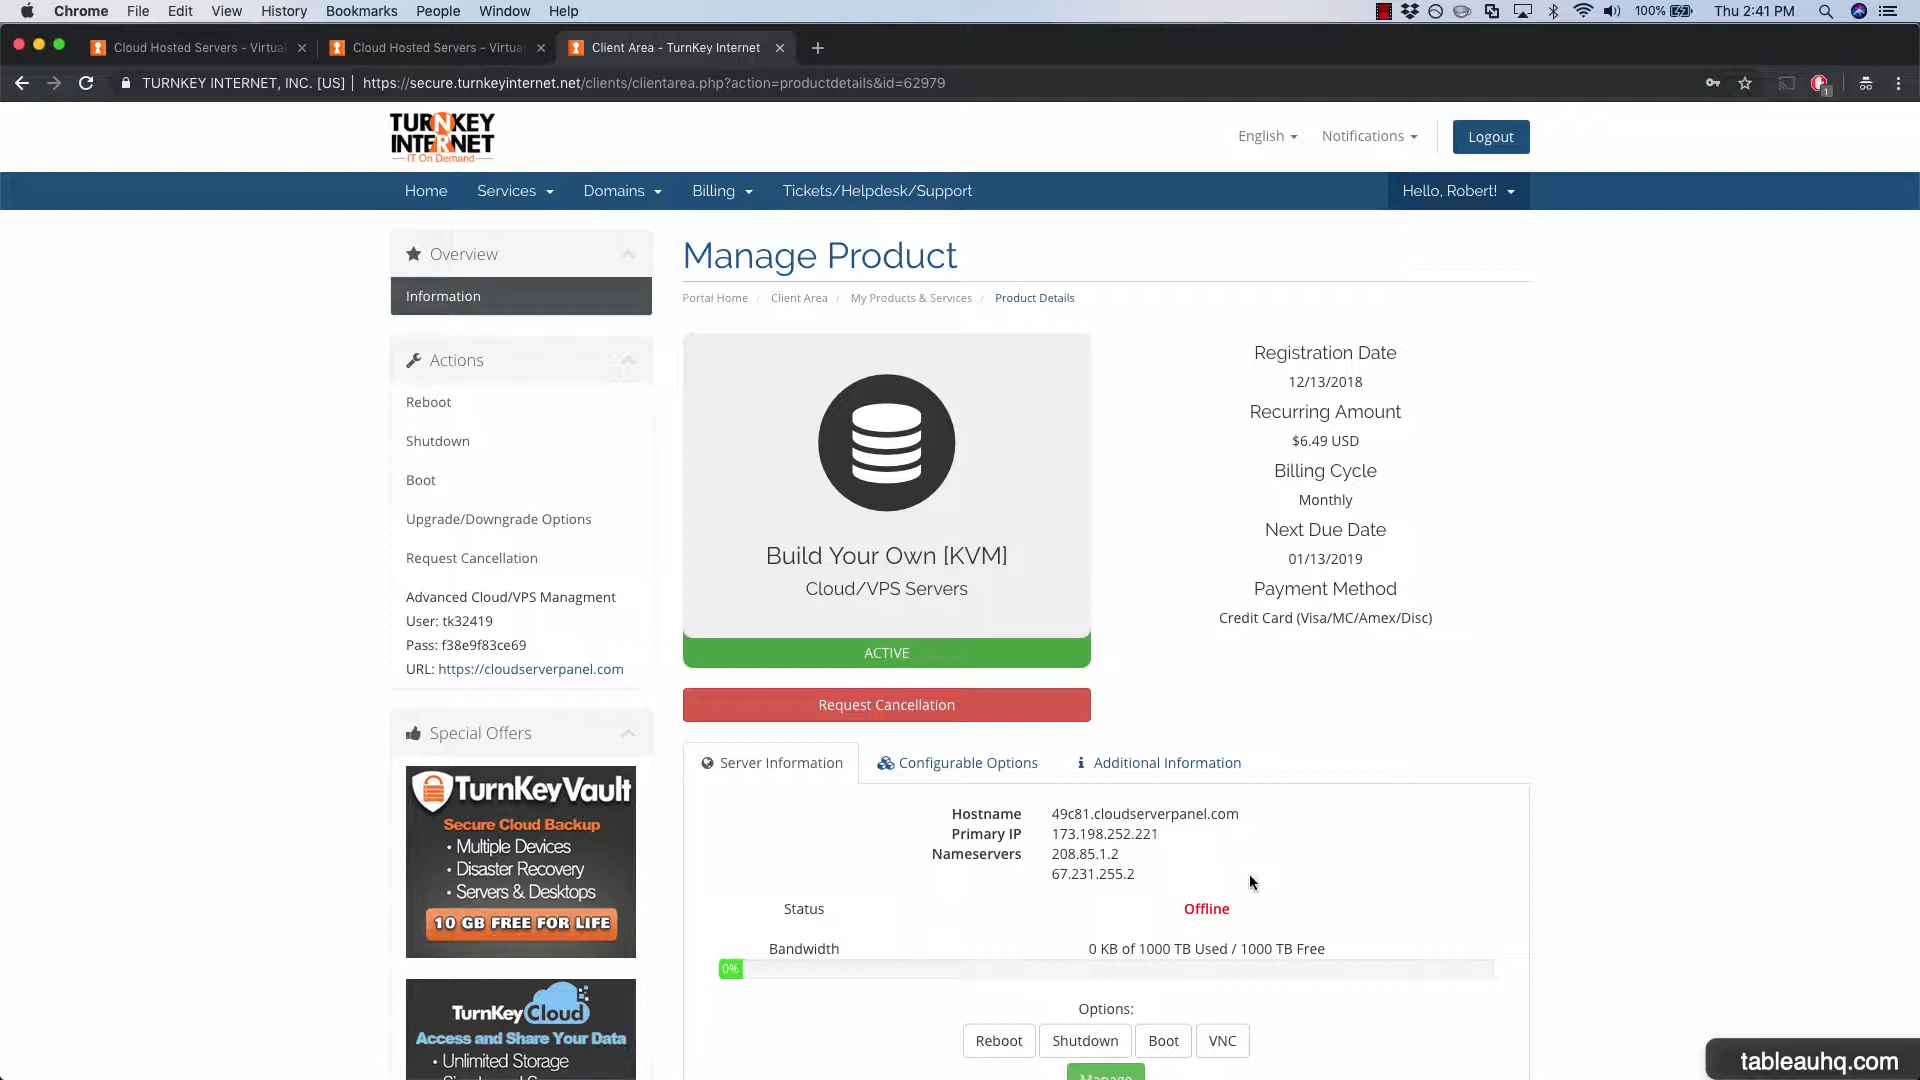 Chrome File Edit View History Bookmarks People Window Help 100% Thu 2:41 PM
Cloud Hosted Servers - Virtual Cloud Hosted Servers - Virtual Client Area - TurnKey Internet
TURNKEY INTERNET, INC. [US] | https://secure.turnkeyinternet.net/clients/clientarea.php?action=productdetails&id=62979
1
TURNKEY
INTERNET
IT On Demand
English Notifications Logout
Home Services Domains Billing Tickets/Helpdesk/Support Hello, Robert!
Overview
Information
Actions
Reboot
Shutdown
Boot
Upgrade/Downgrade Options
Request Cancellation
Advanced Cloud/VPS Managment
User: tk32419
Pass: f38e9f83ce69
URL: https://cloudserverpanel.com
Special Offers
TurnKeyVault
Secure Cloud Backup
• Multiple Devices
• Disaster Recovery
• Servers & Desktops
10 GB FREE FOR LIFE
TurnKeyCloud
Access and Share Your Data
• Unlimited Storage
Manage Product
Portal Home / Client Area / My Products & Services / Product Details
Build Your Own [KVM]
Cloud/VPS Servers
ACTIVE
Request Cancellation
Registration Date
12/13/2018
Recurring Amount
$6.49 USD
Billing Cycle
Monthly
Next Due Date
01/13/2019
Payment Method
Credit Card (Visa/MC/Amex/Disc)
Server Information Configurable Options Additional Information
Hostname 49c81.cloudserverpanel.com
Primary IP 173.198.252.221
Nameservers 208.85.1.2
67.231.255.2
Status Offline
Bandwidth 0 KB of 1000 TB Used / 1000 TB Free
0%
Options:
Reboot Shutdown Boot VNC
Manage
tableauhq.com